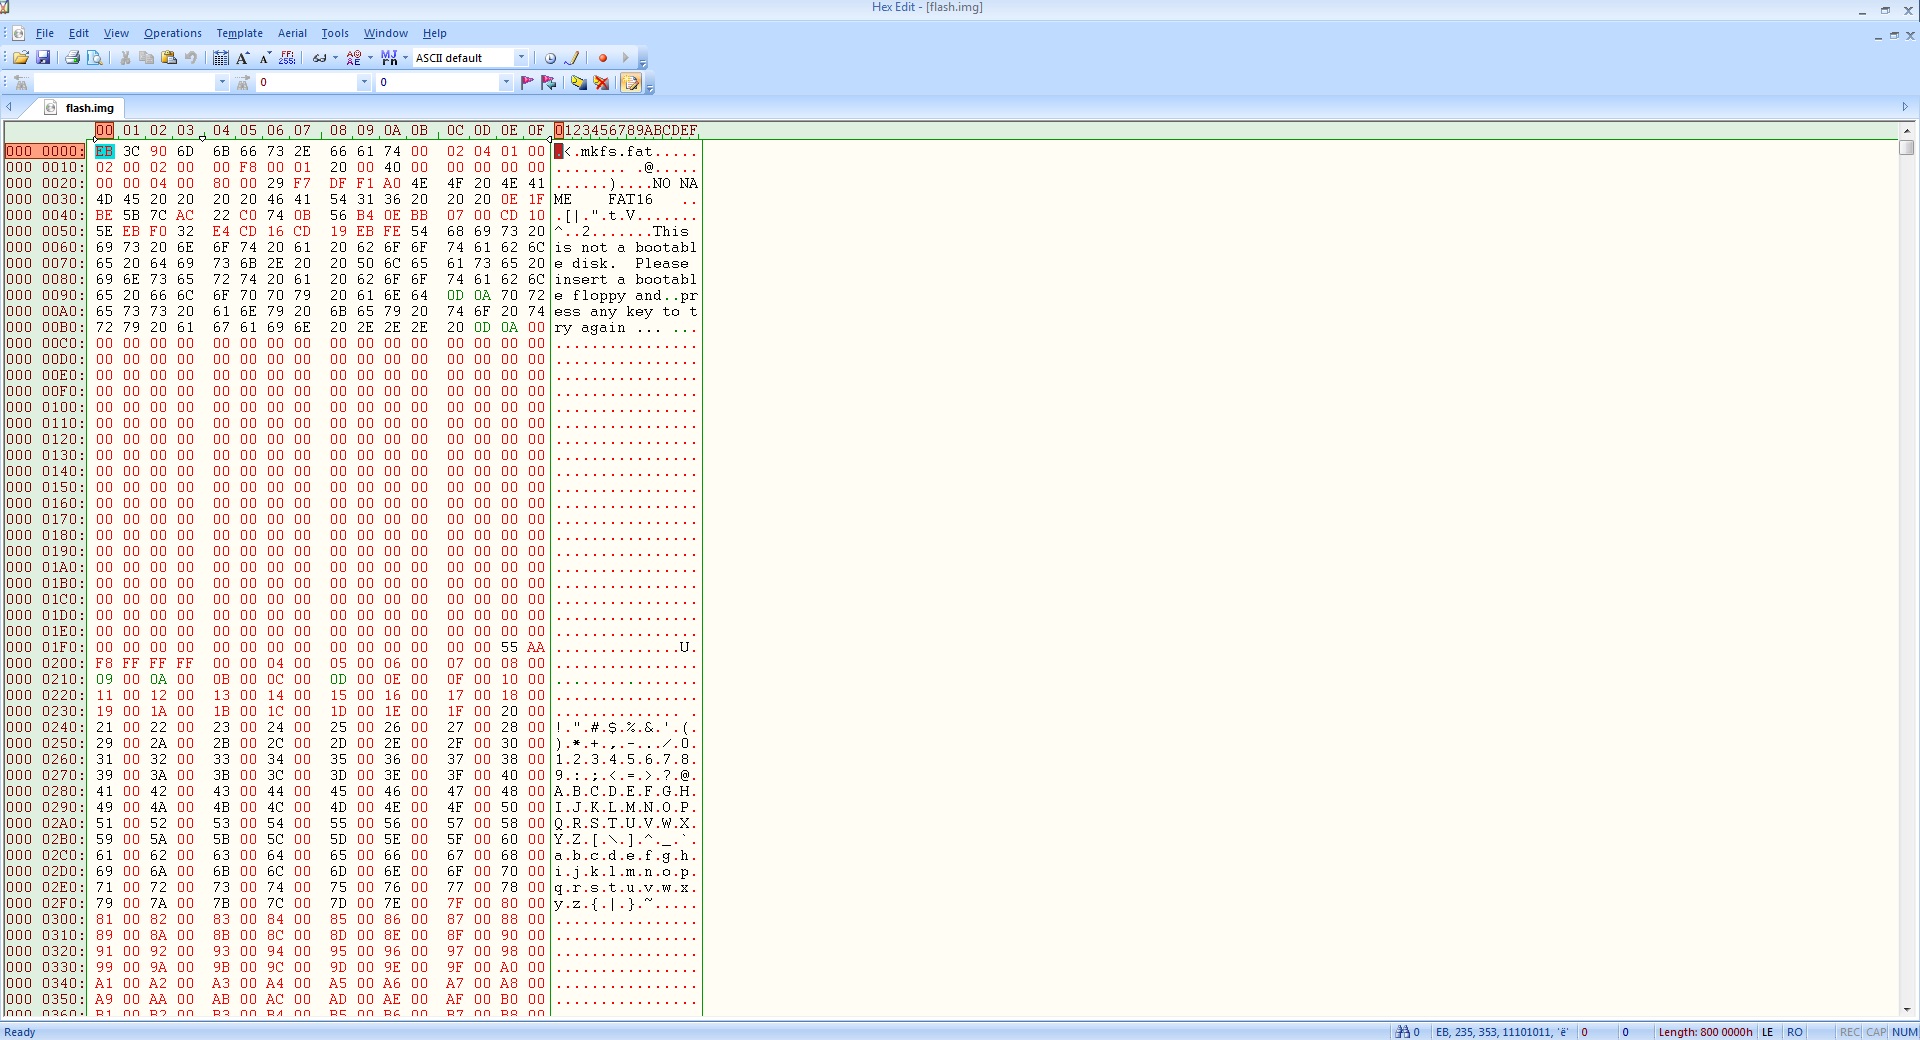 Hex Edit - [flash.img]
File Edit View Operations Template Aerial Tools Window Help
ASCII default
0 0
flash.img
00 01 02 03 04 05 06 07 08 09 0A 0B 0C 0D 0E 0F 0123456789ABCDEF
000 0000: EB 3C 90 6D 6B 66 73 2E 66 61 74 00 02 04 01 00 .<.mkfs.fat.....
000 0010: 02 00 02 00 00 F8 00 01 20 00 40 00 00 00 00 00 ........ .@.....
000 0020: 00 00 04 00 80 00 29 F7 DF F1 A0 4E 4F 20 4E 41 ......)....NO NA
000 0030: 4D 45 20 20 20 20 46 41 54 31 36 20 20 20 0E 1F ME    FAT16   ..
000 0040: BE 5B 7C AC 22 C0 74 0B 56 B4 0E BB 07 00 CD 10 .[|.".t.V.......
000 0050: 5E EB F0 32 E4 CD 16 CD 19 EB FE 54 68 69 73 20 ^..2.......This
000 0060: 69 73 20 6E 6F 74 20 61 20 62 6F 6F 74 61 62 6C is not a bootabl
000 0070: 65 20 64 69 73 6B 2E 20 20 50 6C 65 61 73 65 20 e disk.  Please
000 0080: 69 6E 73 65 72 74 20 61 20 62 6F 6F 74 61 62 6C insert a bootabl
000 0090: 65 20 66 6C 6F 70 70 79 20 61 6E 64 0D 0A 70 72 e floppy and..pr
000 00A0: 65 73 73 20 61 6E 79 20 6B 65 79 20 74 6F 20 74 ess any key to t
000 00B0: 72 79 20 61 67 61 69 6E 20 2E 2E 2E 20 0D 0A 00 ry again ... ...
000 00C0: 00 00 00 00 00 00 00 00 00 00 00 00 00 00 00 00 ................
000 00D0: 00 00 00 00 00 00 00 00 00 00 00 00 00 00 00 00 ................
000 00E0: 00 00 00 00 00 00 00 00 00 00 00 00 00 00 00 00 ................
000 00F0: 00 00 00 00 00 00 00 00 00 00 00 00 00 00 00 00 ................
000 0100: 00 00 00 00 00 00 00 00 00 00 00 00 00 00 00 00 ................
000 0110: 00 00 00 00 00 00 00 00 00 00 00 00 00 00 00 00 ................
000 0120: 00 00 00 00 00 00 00 00 00 00 00 00 00 00 00 00 ................
000 0130: 00 00 00 00 00 00 00 00 00 00 00 00 00 00 00 00 ................
000 0140: 00 00 00 00 00 00 00 00 00 00 00 00 00 00 00 00 ................
000 0150: 00 00 00 00 00 00 00 00 00 00 00 00 00 00 00 00 ................
000 0160: 00 00 00 00 00 00 00 00 00 00 00 00 00 00 00 00 ................
000 0170: 00 00 00 00 00 00 00 00 00 00 00 00 00 00 00 00 ................
000 0180: 00 00 00 00 00 00 00 00 00 00 00 00 00 00 00 00 ................
000 0190: 00 00 00 00 00 00 00 00 00 00 00 00 00 00 00 00 ................
000 01A0: 00 00 00 00 00 00 00 00 00 00 00 00 00 00 00 00 ................
000 01B0: 00 00 00 00 00 00 00 00 00 00 00 00 00 00 00 00 ................
000 01C0: 00 00 00 00 00 00 00 00 00 00 00 00 00 00 00 00 ................
000 01D0: 00 00 00 00 00 00 00 00 00 00 00 00 00 00 00 00 ................
000 01E0: 00 00 00 00 00 00 00 00 00 00 00 00 00 00 00 00 ................
000 01F0: 00 00 00 00 00 00 00 00 00 00 00 00 00 00 55 AA ..............U.
000 0200: F8 FF FF FF 00 00 04 00 05 00 06 00 07 00 08 00 ................
000 0210: 09 00 0A 00 0B 00 0C 00 0D 00 0E 00 0F 00 10 00 ................
000 0220: 11 00 12 00 13 00 14 00 15 00 16 00 17 00 18 00 ................
000 0230: 19 00 1A 00 1B 00 1C 00 1D 00 1E 00 1F 00 20 00 .............. .
000 0240: 21 00 22 00 23 00 24 00 25 00 26 00 27 00 28 00 !.".#.$.%.&.'.(.
000 0250: 29 00 2A 00 2B 00 2C 00 2D 00 2E 00 2F 00 30 00 ).*.+.,.-.../.0.
000 0260: 31 00 32 00 33 00 34 00 35 00 36 00 37 00 38 00 1.2.3.4.5.6.7.8.
000 0270: 39 00 3A 00 3B 00 3C 00 3D 00 3E 00 3F 00 40 00 9.:.;.<.=.>.?.@.
000 0280: 41 00 42 00 43 00 44 00 45 00 46 00 47 00 48 00 A.B.C.D.E.F.G.H.
000 0290: 49 00 4A 00 4B 00 4C 00 4D 00 4E 00 4F 00 50 00 I.J.K.L.M.N.O.P.
000 02A0: 51 00 52 00 53 00 54 00 55 00 56 00 57 00 58 00 Q.R.S.T.U.V.W.X.
000 02B0: 59 00 5A 00 5B 00 5C 00 5D 00 5E 00 5F 00 60 00 Y.Z.[.\.].^._.`.
000 02C0: 61 00 62 00 63 00 64 00 65 00 66 00 67 00 68 00 a.b.c.d.e.f.g.h.
000 02D0: 69 00 6A 00 6B 00 6C 00 6D 00 6E 00 6F 00 70 00 i.j.k.l.m.n.o.p.
000 02E0: 71 00 72 00 73 00 74 00 75 00 76 00 77 00 78 00 q.r.s.t.u.v.w.x.
000 02F0: 79 00 7A 00 7B 00 7C 00 7D 00 7E 00 7F 00 80 00 y.z.{.|.}.~.....
000 0300: 81 00 82 00 83 00 84 00 85 00 86 00 87 00 88 00 ................
000 0310: 89 00 8A 00 8B 00 8C 00 8D 00 8E 00 8F 00 90 00 ................
000 0320: 91 00 92 00 93 00 94 00 95 00 96 00 97 00 98 00 ................
000 0330: 99 00 9A 00 9B 00 9C 00 9D 00 9E 00 9F 00 A0 00 ................
000 0340: A1 00 A2 00 A3 00 A4 00 A5 00 A6 00 A7 00 A8 00 ................
000 0350: A9 00 AA 00 AB 00 AC 00 AD 00 AE 00 AF 00 B0 00 ................
000 0360: B1 00 B2 00 B3 00 B4 00 B5 00 B6 00 B7 00 B8 00
Ready 0 EB, 235, 353, 11101011, 'ë' 0 0 Length: 800 0000h LE RO REC CAP NUM